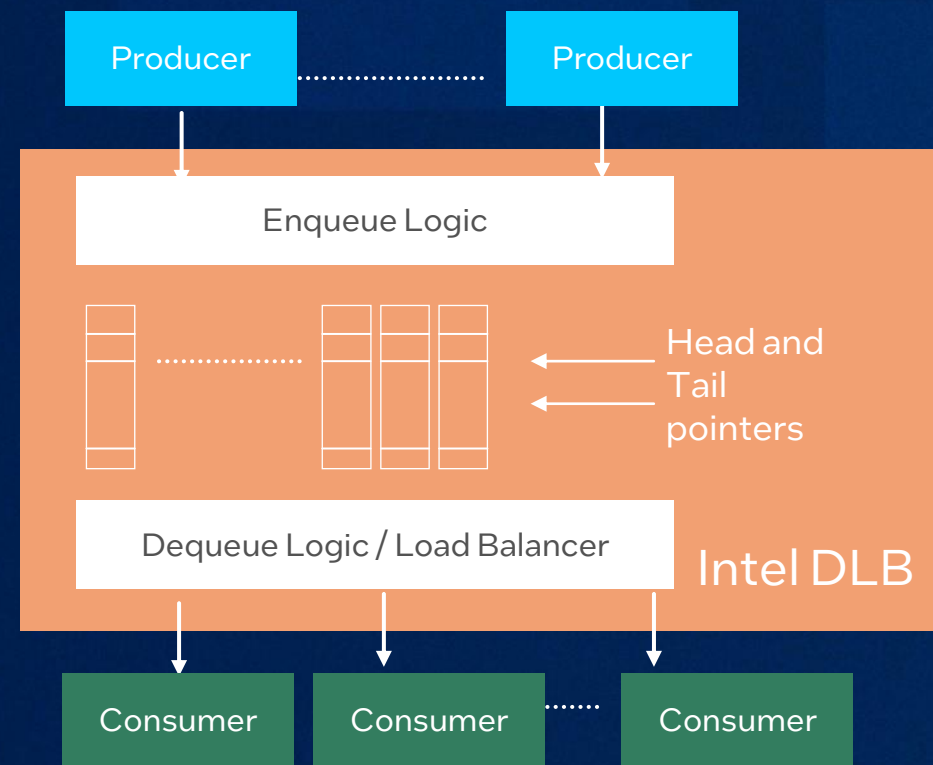 Producer
Producer
Enqueue Logic
Head and
Tail
pointers
Dequeue Logic / Load Balancer
Intel DLB
Consumer
Consumer
Consumer